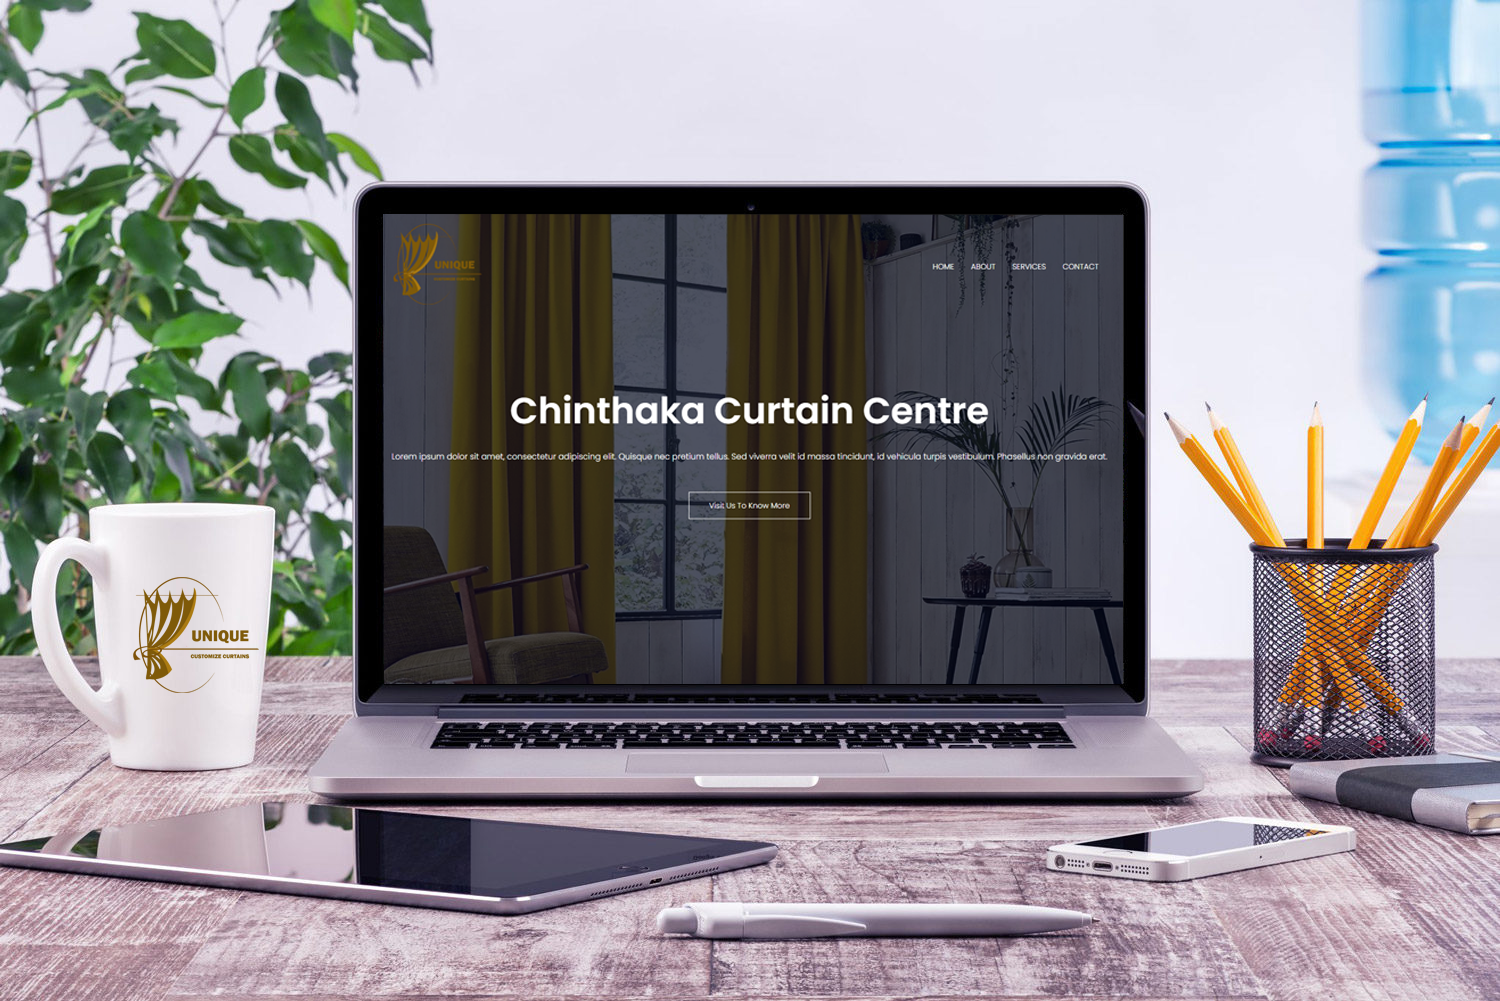 UNIQUE
CUSTOMIZE CURTAINS
HOME ABOUT SERVICES CONTACT
Chinthaka Curtain Centre
Lorem ipsum dolor sit amet, consectetur adipiscing elit. Quisque nec pretium tellus. Sed viverra velit id massa tincidunt, id vehicula turpis vestibulum. Phasellus non gravida erat.
Visit Us To Know More
UNIQUE
CUSTOMIZE CURTAINS